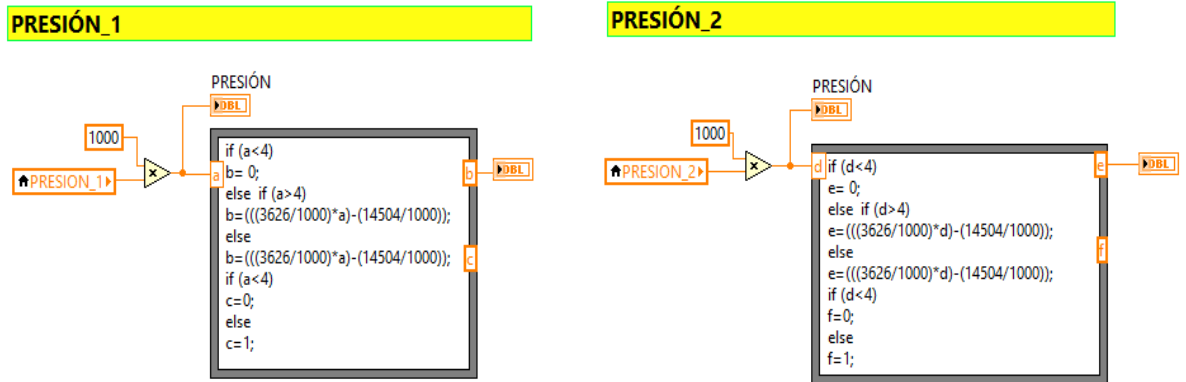 PRESIÓN_1
PRESIÓN
DBL
1000
×
PRESION_1
a
if (a<4)
b= 0;
else if (a>4)
b=(((3626/1000)*a)-(14504/1000));
else
b=(((3626/1000)*a)-(14504/1000));
if (a<4)
c=0;
else
c=1;
b
DBL
c
PRESIÓN_2
PRESIÓN
DBL
1000
×
PRESION_2
d
if (d<4)
e= 0;
else if (d>4)
e=(((3626/1000)*d)-(14504/1000));
else
e=(((3626/1000)*d)-(14504/1000));
if (d<4)
f=0;
else
f=1;
e
DBL
f